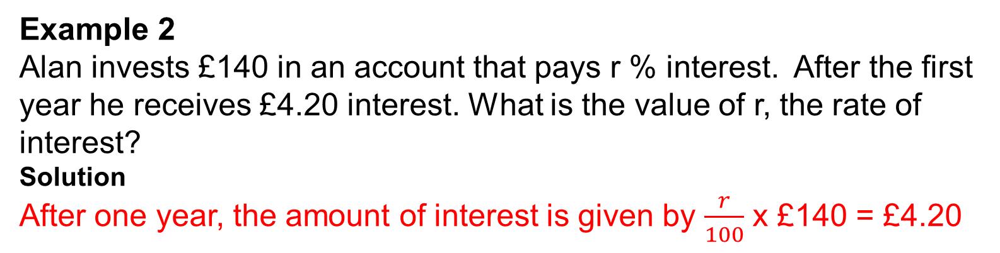 Example 2
Alan invests £140 in an account that pays r % interest.  After the first
year he receives £4.20 interest. What is the value of r, the rate of
interest?
Solution
After one year, the amount of interest is given by r/100 x £140 = £4.20